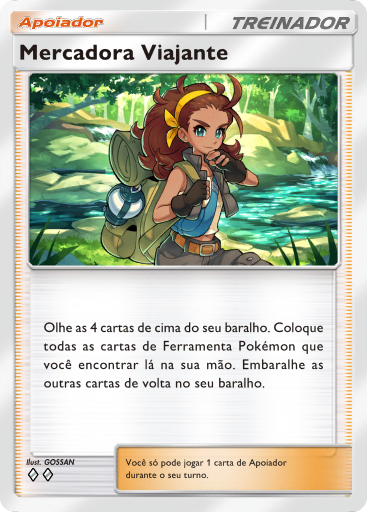 Apoiador
TREINADOR
Mercadora Viajante
Olhe as 4 cartas de cima do seu baralho. Coloque
todas as cartas de Ferramenta Pokémon que
você encontrar lá na sua mão. Embaralhe as
outras cartas de volta no seu baralho.
Ilust. GOSSAN
Você só pode jogar 1 carta de Apoiador
durante o seu turno.